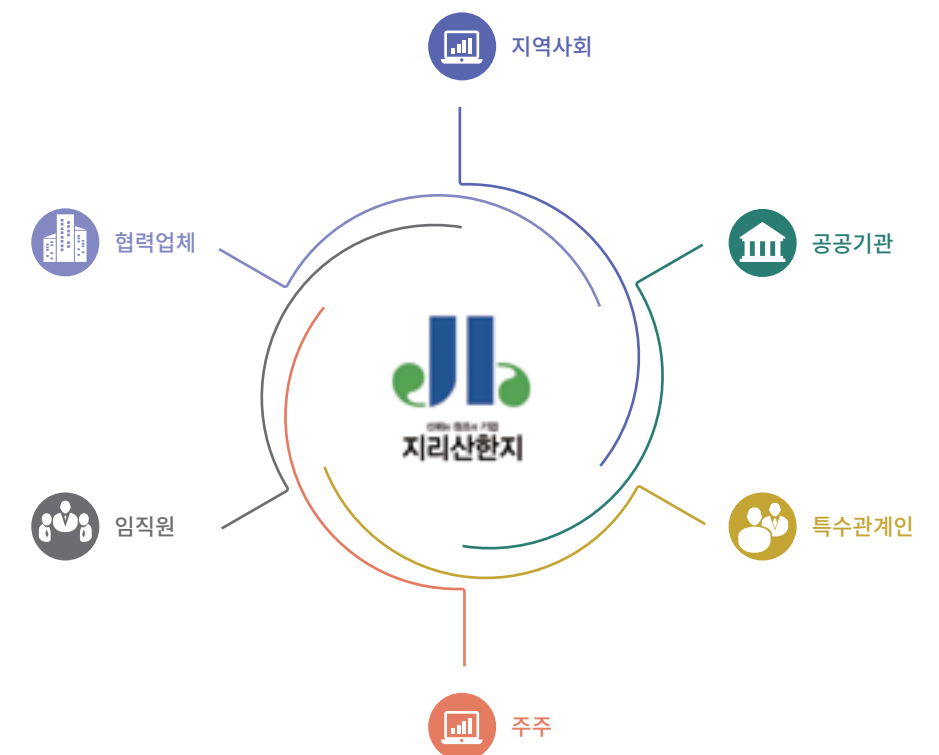 지역사회
협력업체
공공기관
지리산한지
임직원
특수관계인
주주